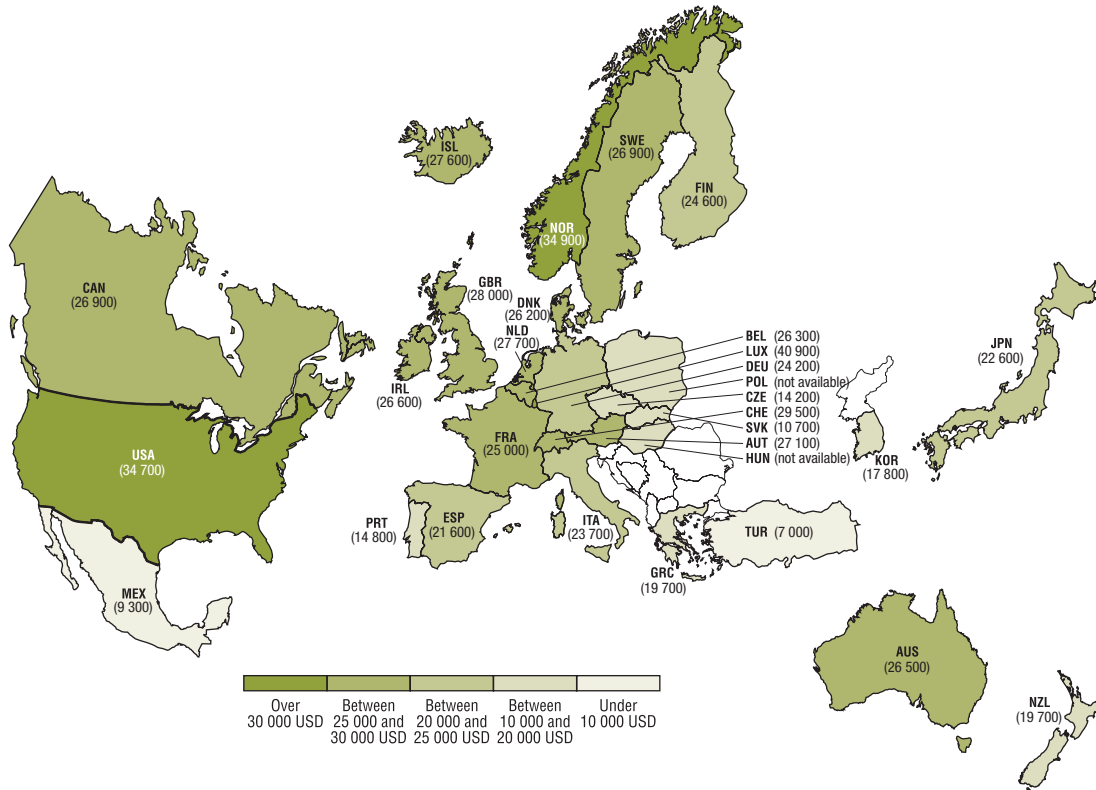 ISL
(27 600)
SWE
(26 900)
FIN
(24 600)
NOR
(34 900)
CAN
(26 900)
GBR
(28 000)
DNK
(26 200)
NLD
(27 700)
IRL
(26 600)
BEL (26 300)
LUX (40 900)
DEU (24 200)
POL (not available)
CZE (14 200)
CHE (29 500)
SVK (10 700)
AUT (27 100)
HUN (not available)
JPN
(22 600)
KOR
(17 800)
USA
(34 700)
FRA
(25 000)
PRT
(14 800)
ESP
(21 600)
ITA
(23 700)
TUR (7 000)
GRC
(19 700)
MEX
(9 300)
AUS
(26 500)
NZL
(19 700)
Over
30 000 USD
Between
25 000 and
30 000 USD
Between
20 000 and
25 000 USD
Between
10 000 and
20 000 USD
Under
10 000 USD